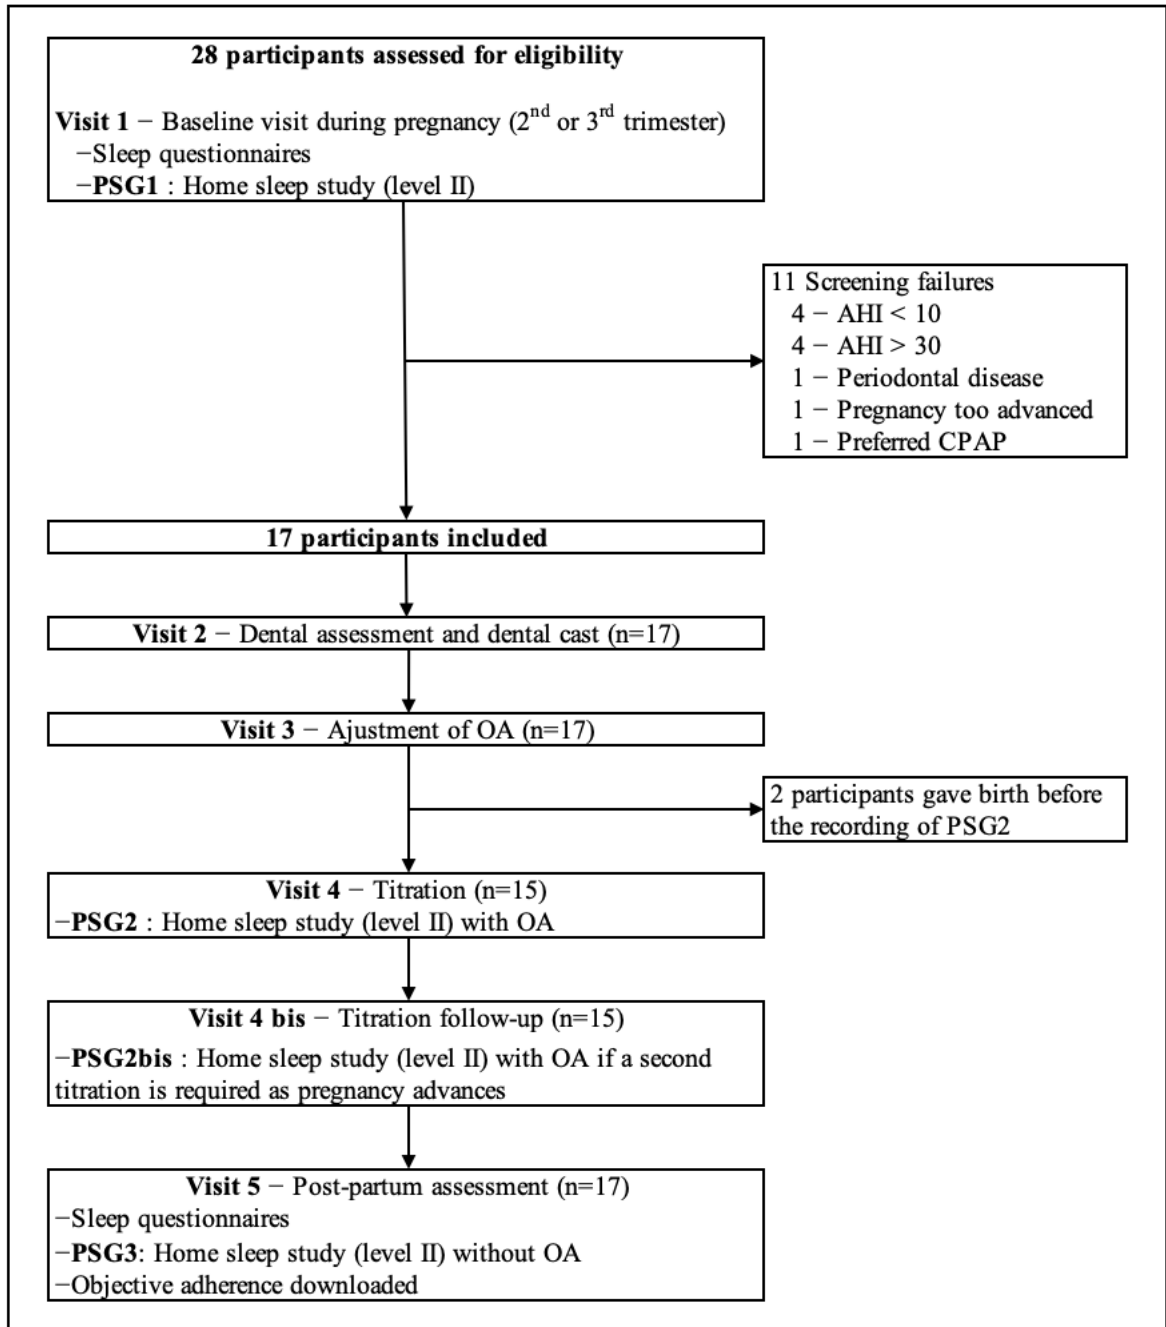 28 participants assessed for eligibility
Visit 1 − Baseline visit during pregnancy (2nd or 3rd trimester)
−Sleep questionnaires
−PSG1 : Home sleep study (level II)
11 Screening failures
4 − AHI < 10
4 − AHI > 30
1 − Periodontal disease
1 − Pregnancy too advanced
1 − Preferred CPAP
17 participants included
Visit 2 − Dental assessment and dental cast (n=17)
Visit 3 − Ajustment of OA (n=17)
2 participants gave birth before
the recording of PSG2
Visit 4 − Titration (n=15)
−PSG2 : Home sleep study (level II) with OA
Visit 4 bis − Titration follow-up (n=15)
−PSG2bis : Home sleep study (level II) with OA if a second
titration is required as pregnancy advances
Visit 5 − Post-partum assessment (n=17)
−Sleep questionnaires
−PSG3: Home sleep study (level II) without OA
−Objective adherence downloaded